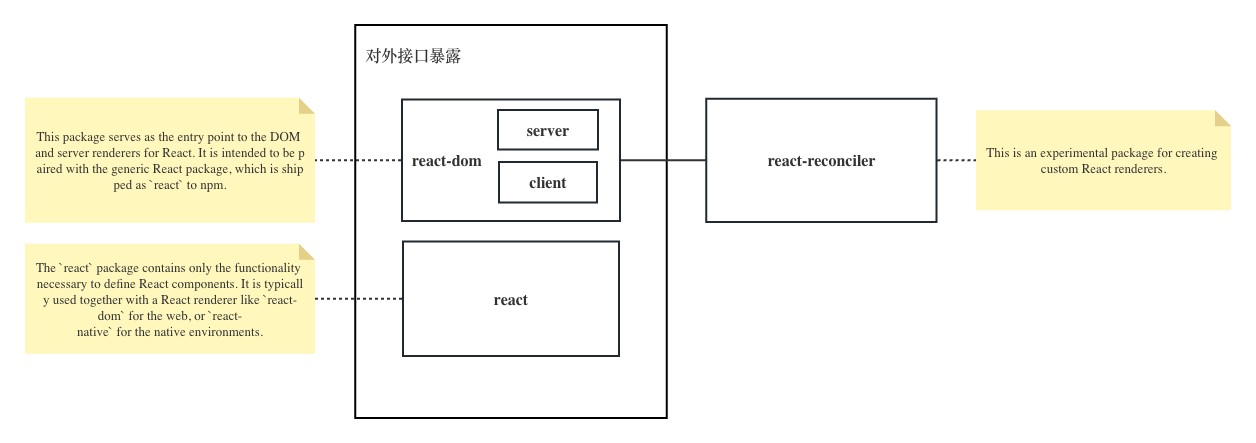 对外接口暴露
This package serves as the entry point to the DOM
and server renderers for React. It is intended to be p
aired with the generic React package, which is ship
ped as `react` to npm.
react-dom
server
client
react-reconciler
This is an experimental package for creating
custom React renderers.
The `react` package contains only the functionality
necessary to define React components. It is typicall
y used together with a React renderer like `react-
dom` for the web, or `react-
native` for the native environments.
react